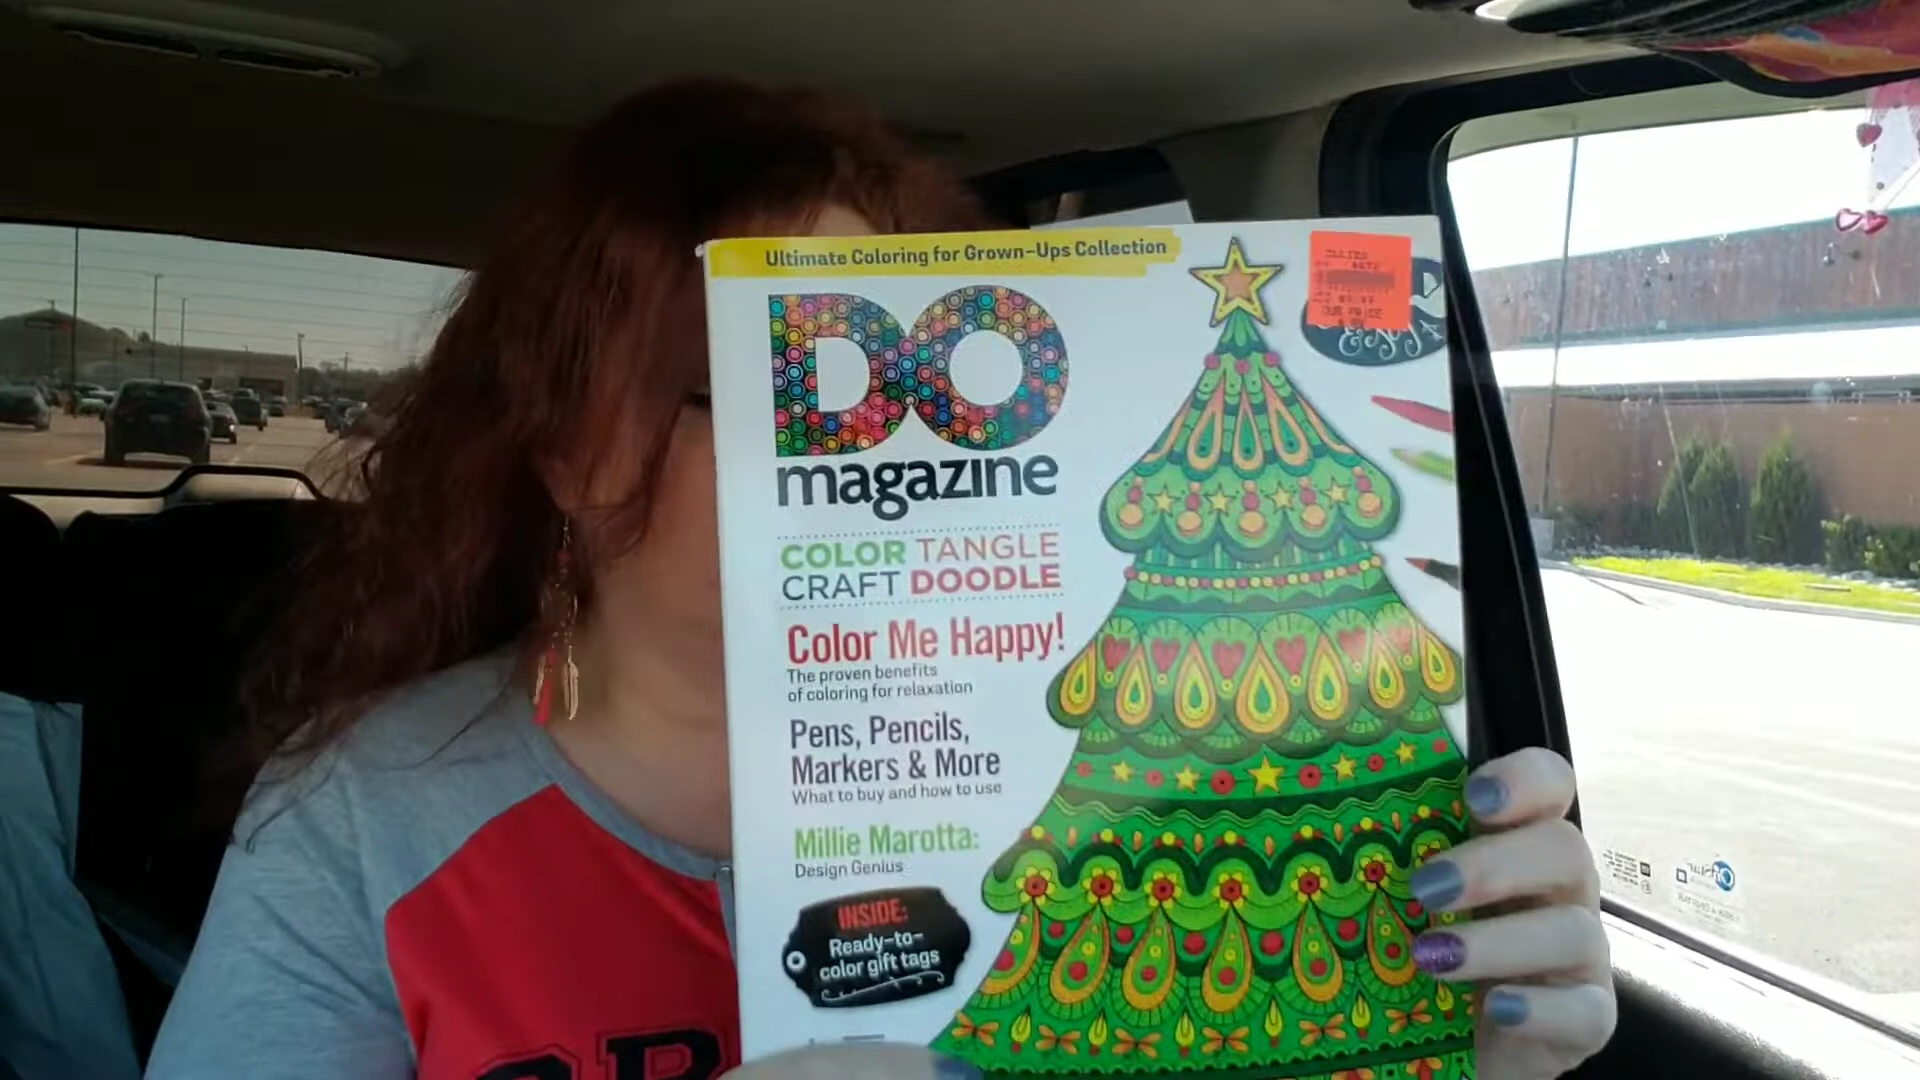 Ultimate Coloring for Grown-Ups Collection
DO
magazine
COLOR TANGLE
CRAFT DOODLE
Color Me Happy!
The proven benefits
of coloring for relaxation
Pens, Pencils,
Markers & More
What to buy and how to use
Millie Marotta:
Design Genius
INSIDE:
Ready-to-
color gift tags
OUR PRICE